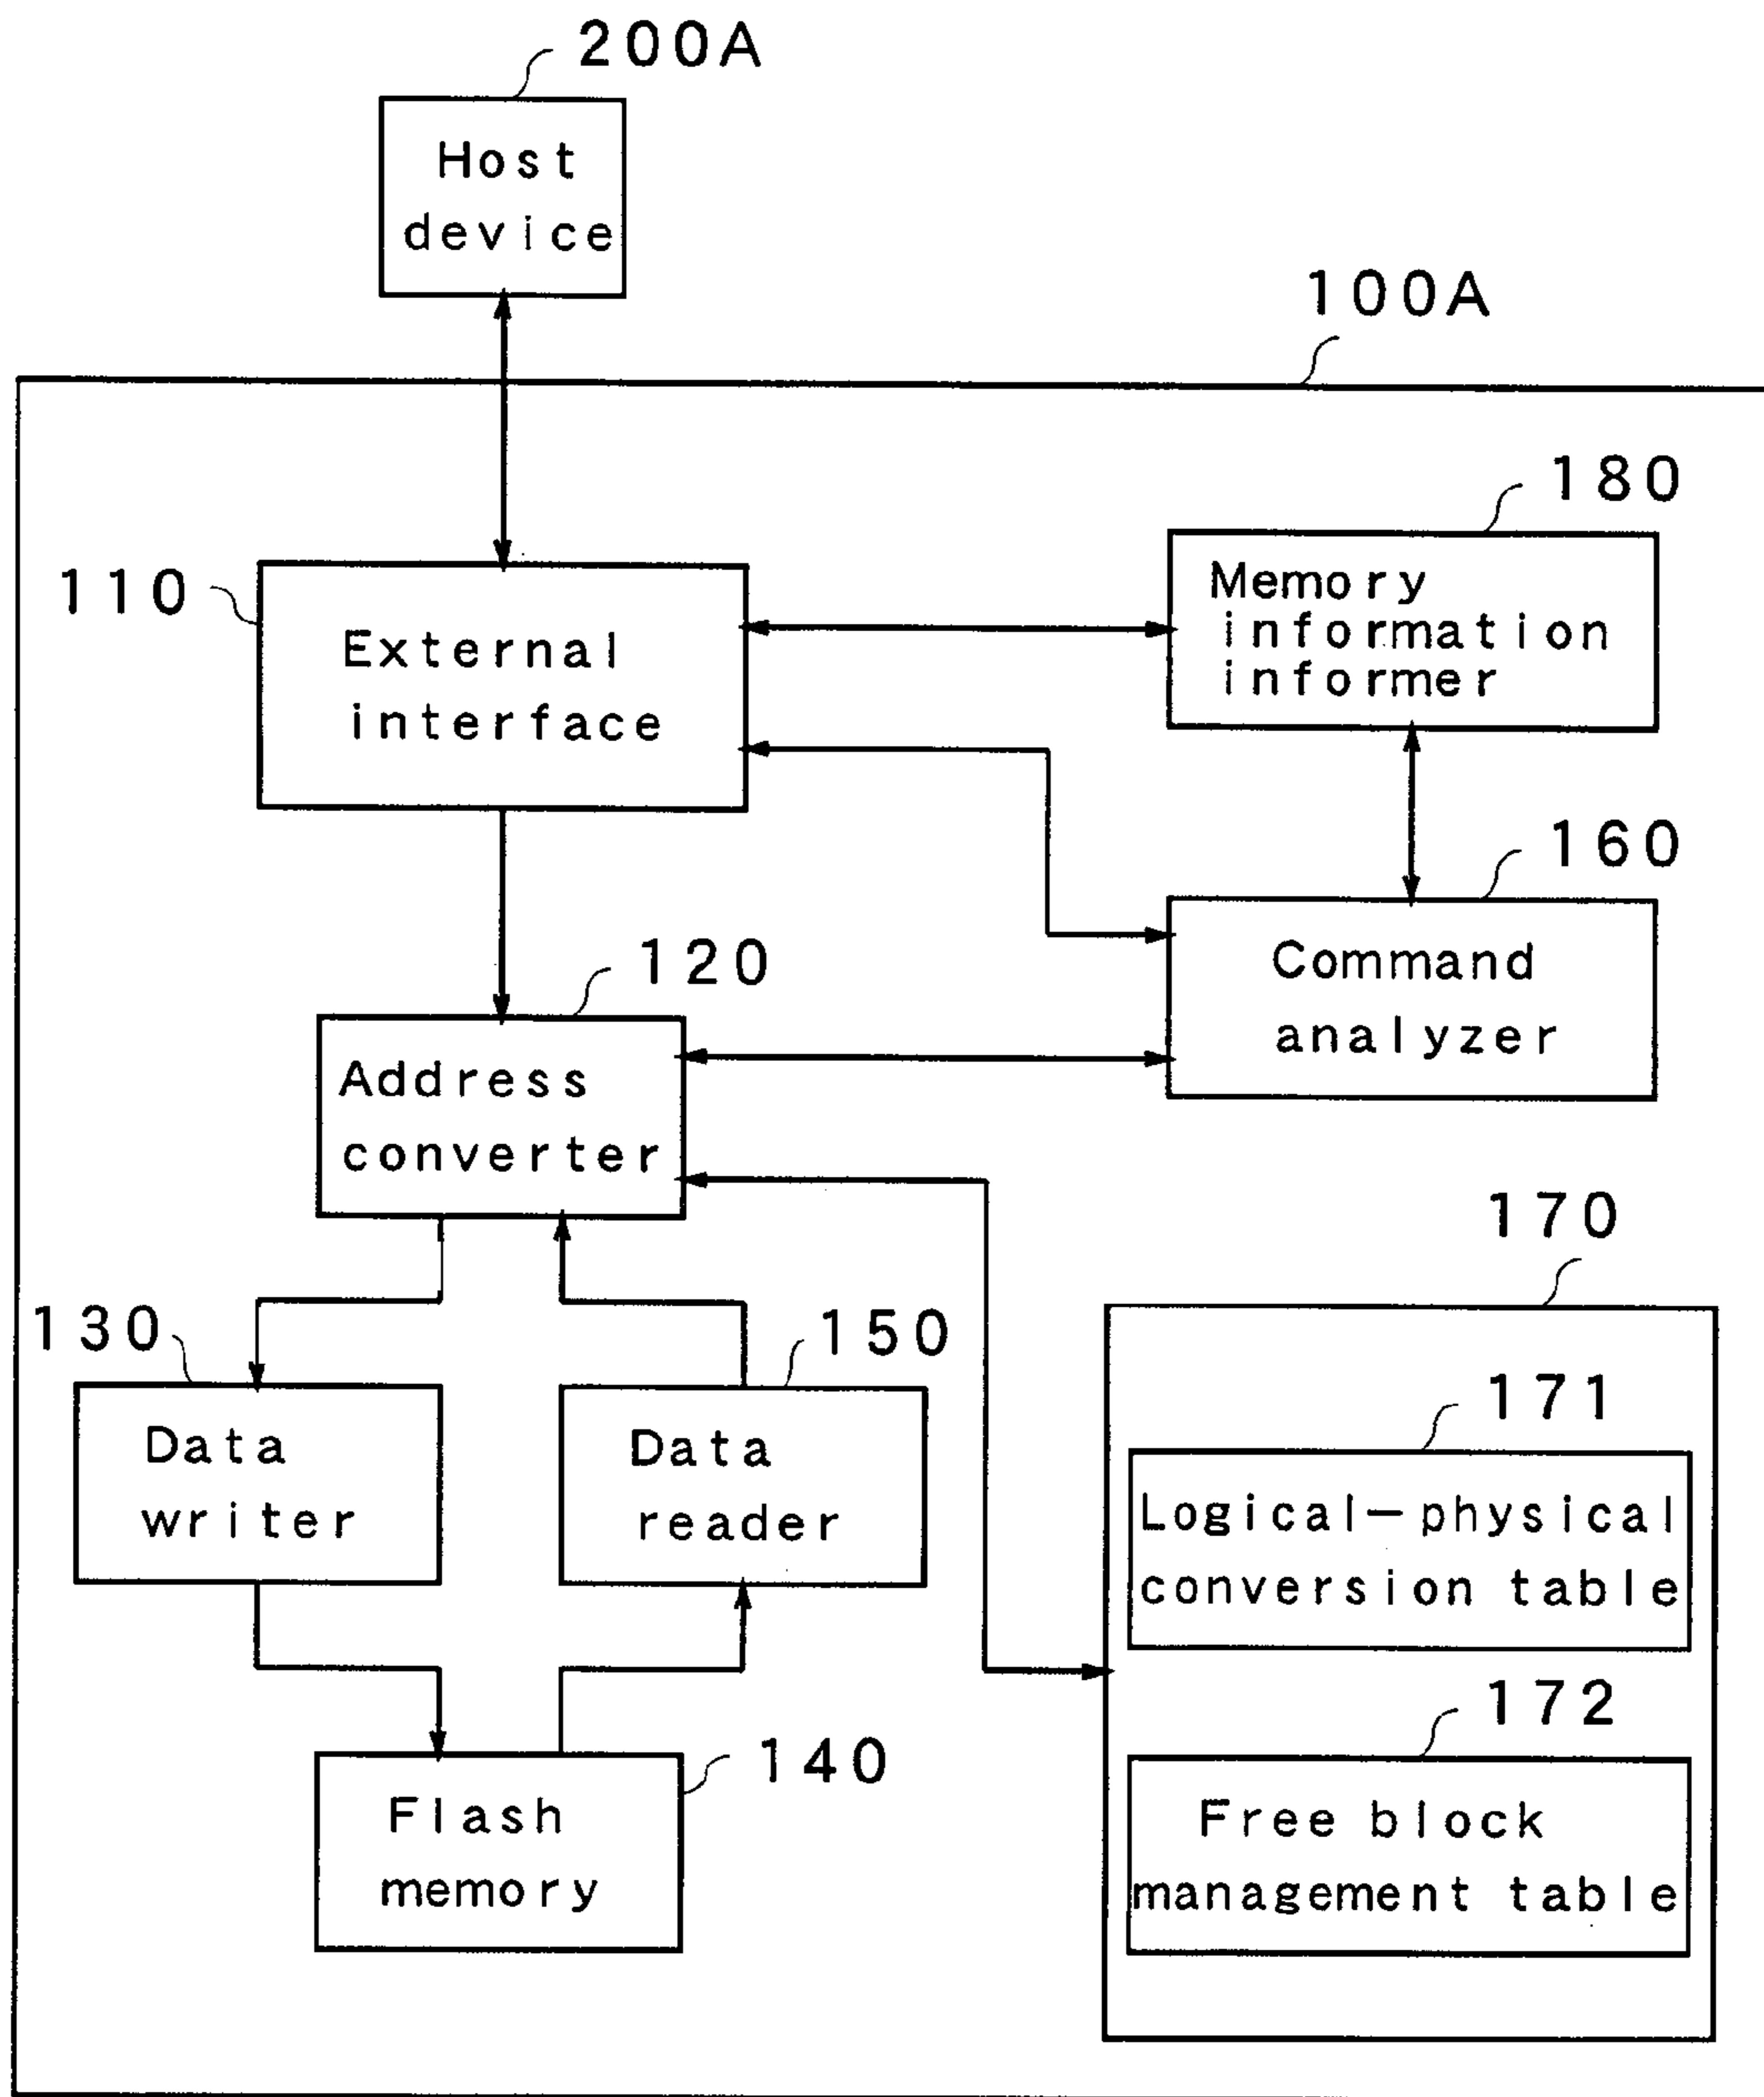 200A
Host
device
100A
180
110
Memory
information
informer
External
interface
160
120
Command
analyzer
Address
converter
170
130
150
171
Data
writer
Data
reader
Logical-physical
conversion table
172
140
Flash
memory
Free block
management table